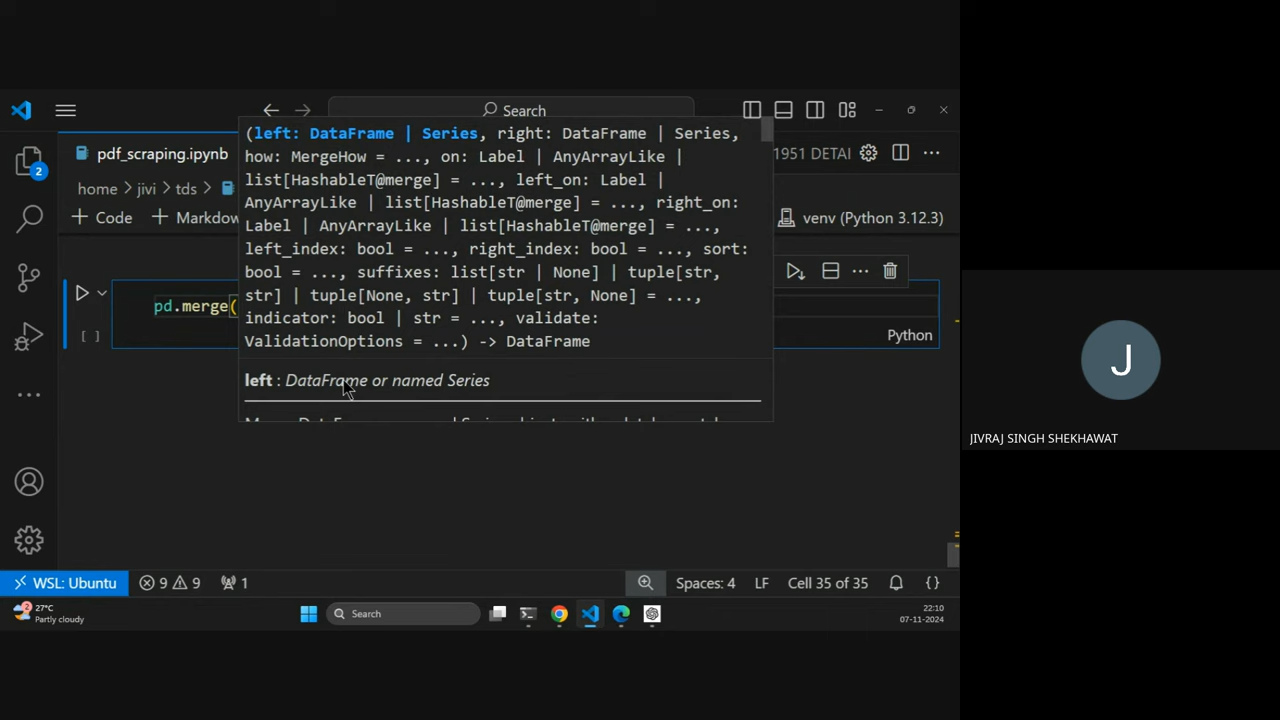 Search
pdf_scraping.ipynb
1951 DETAI
home > jivi > tds >
+ Code + Markdow
venv (Python 3.12.3)
(left: DataFrame | Series, right: DataFrame | Series,
how: MergeHow = ..., on: Label | AnyArrayLike |
list[HashableT@merge] = ..., left_on: Label |
AnyArrayLike | list[HashableT@merge] = ..., right_on:
Label | AnyArrayLike | list[HashableT@merge] = ...,
left_index: bool = ..., right_index: bool = ..., sort:
bool = ..., suffixes: list[str | None] | tuple[str,
str] | tuple[None, str] | tuple[str, None] = ...,
indicator: bool | str = ..., validate:
ValidationOptions = ...) -> DataFrame
left : DataFrame or named Series
pd.merge(
[ ]
Python
2
J
JIVRAJ SINGH SHEKHAWAT
WSL: Ubuntu
9
9
1
Spaces: 4
LF
Cell 35 of 35
{}
2
27°C
Partly cloudy
Search
22:10
07-11-2024